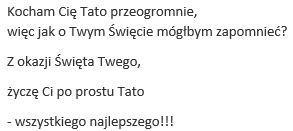 Kocham Cię Tato przeogromnie,
więc jak o Twym Święcie mógłbym zapomnieć?
Z okazji Święta Twego,
życzę Ci po prostu Tato
- wszystkiego najlepszego!!!